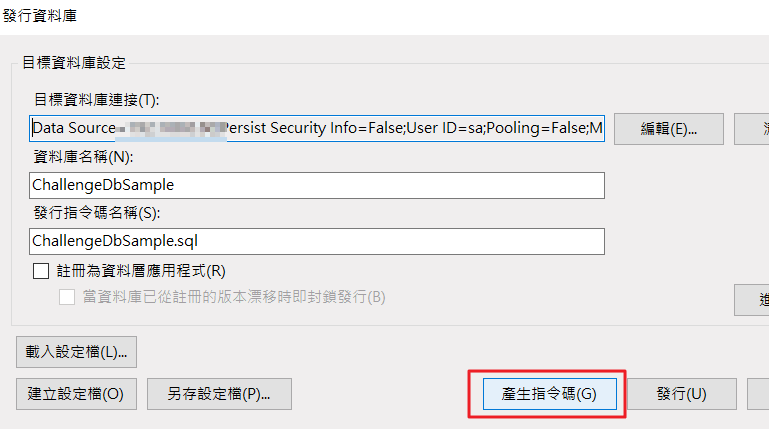 發行資料庫
目標資料庫設定
目標資料庫連接(T):
Data Source= Persist Security Info=False;User ID=sa;Pooling=False;M
編輯(E)...
資料庫名稱(N):
ChallengeDbSample
發行指令碼名稱(S):
ChallengeDbSample.sql
註冊為資料層應用程式(R)
當資料庫已從註冊的版本漂移時即封鎖發行(B)
載入設定檔(L)...
建立設定檔(O) 另存設定檔(P)... 產生指令碼(G) 發行(U)